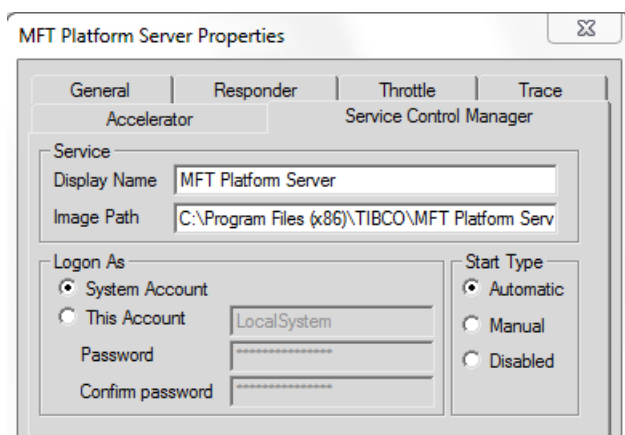 MFT Platform Server Properties
General Responder Throttle Trace
Accelerator Service Control Manager
Service
Display Name MFT Platform Server
Image Path C:\Program Files (x86)\TIBCO\MFT Platform Serv
Logon As
System Account
This Account LocalSystem
Password ***************
Confirm password ***************
Start Type
Automatic
Manual
Disabled